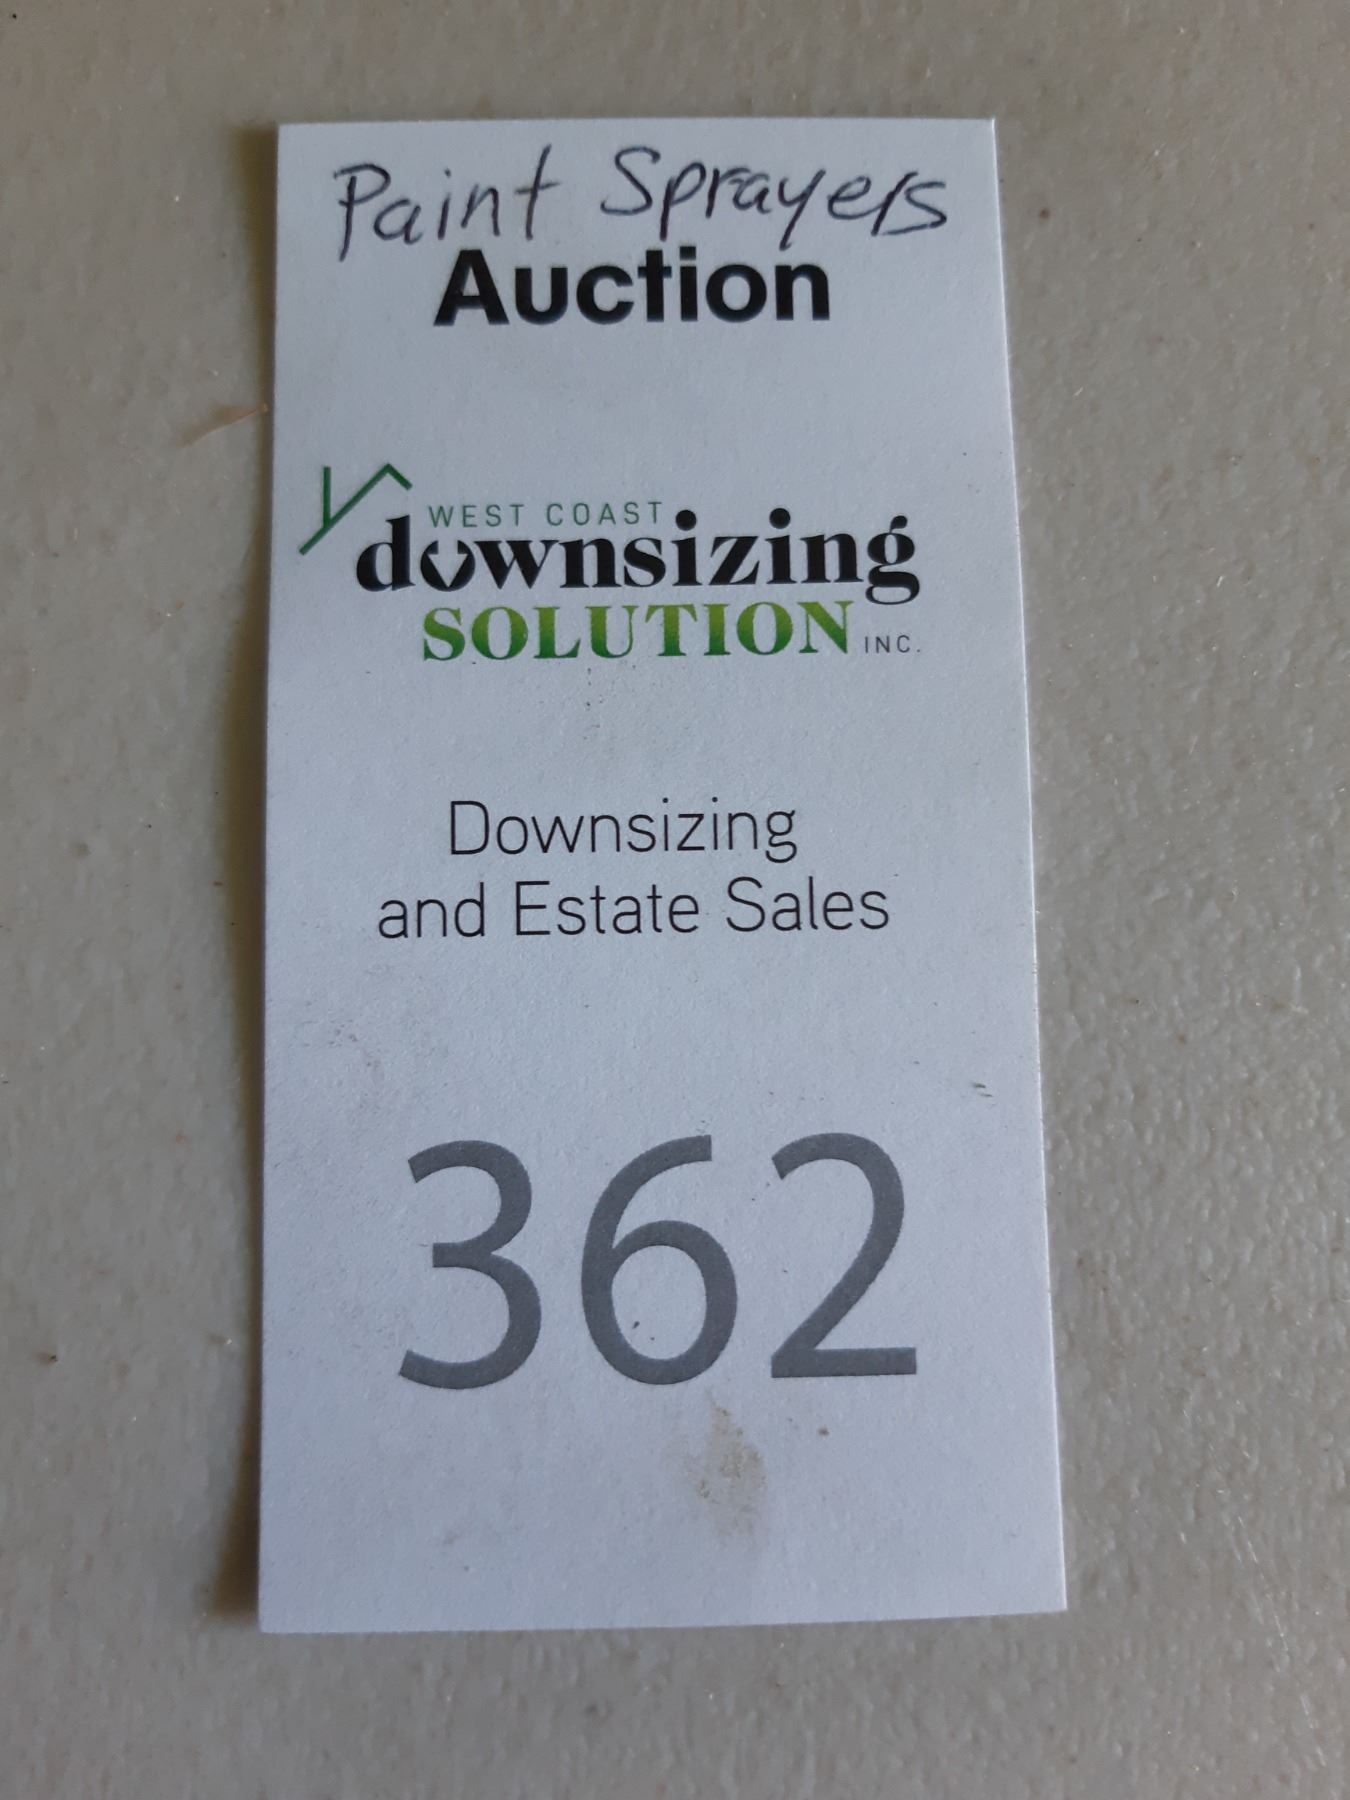 Paint Sprayers
Auction
WEST COAST
downsizing
SOLUTION INC.
Downsizing
and Estate Sales
362